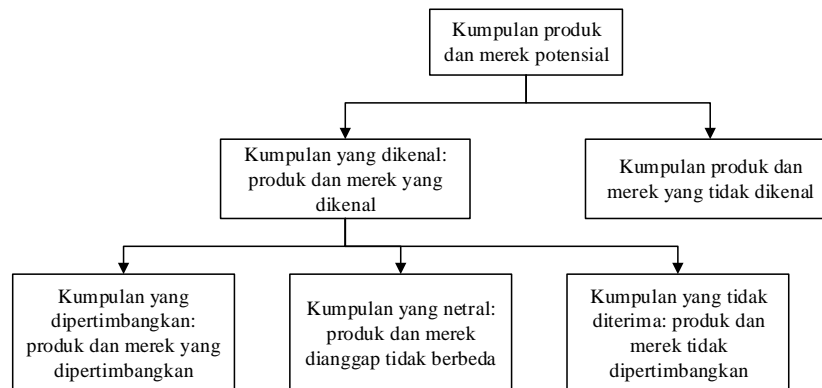 Kumpulan produk
dan merek potensial
Kumpulan yang dikenal:
produk dan merek yang
dikenal
Kumpulan produk dan
merek yang tidak dikenal
Kumpulan yang
dipertimbangkan:
produk dan merek yang
dipertimbangkan
Kumpulan yang netral:
produk dan merek
dianggap tidak berbeda
Kumpulan yang tidak
diterima: produk dan
merek tidak
dipertimbangkan